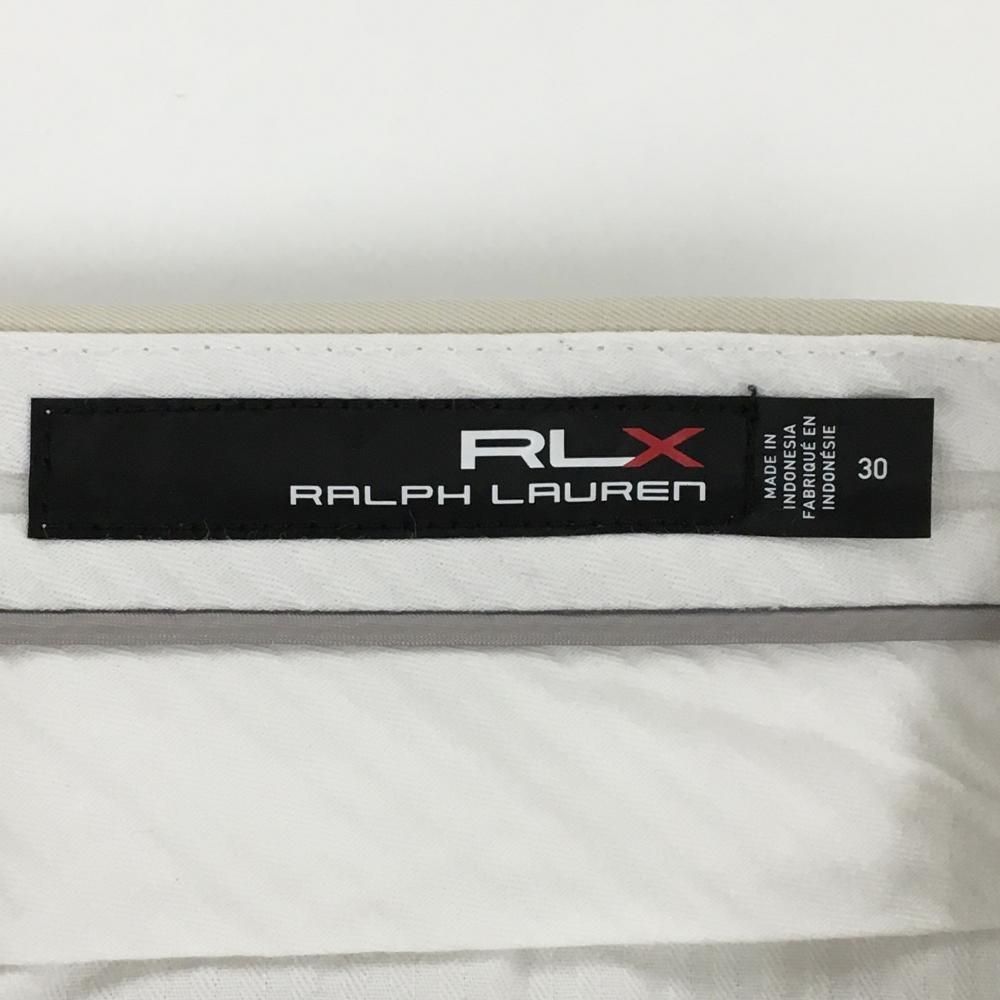 RLX
RALPH LAUREN
MADE IN
INDONESIA
FABRIQUÉ EN
INDONÉSIE
30